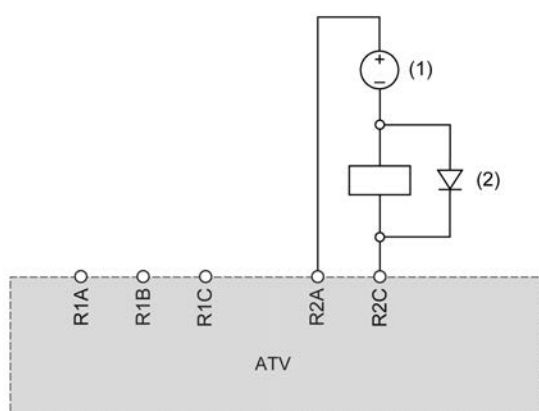 +
(1)
−
(2)
R1A
R1B
R1C
R2A
R2C
ATV